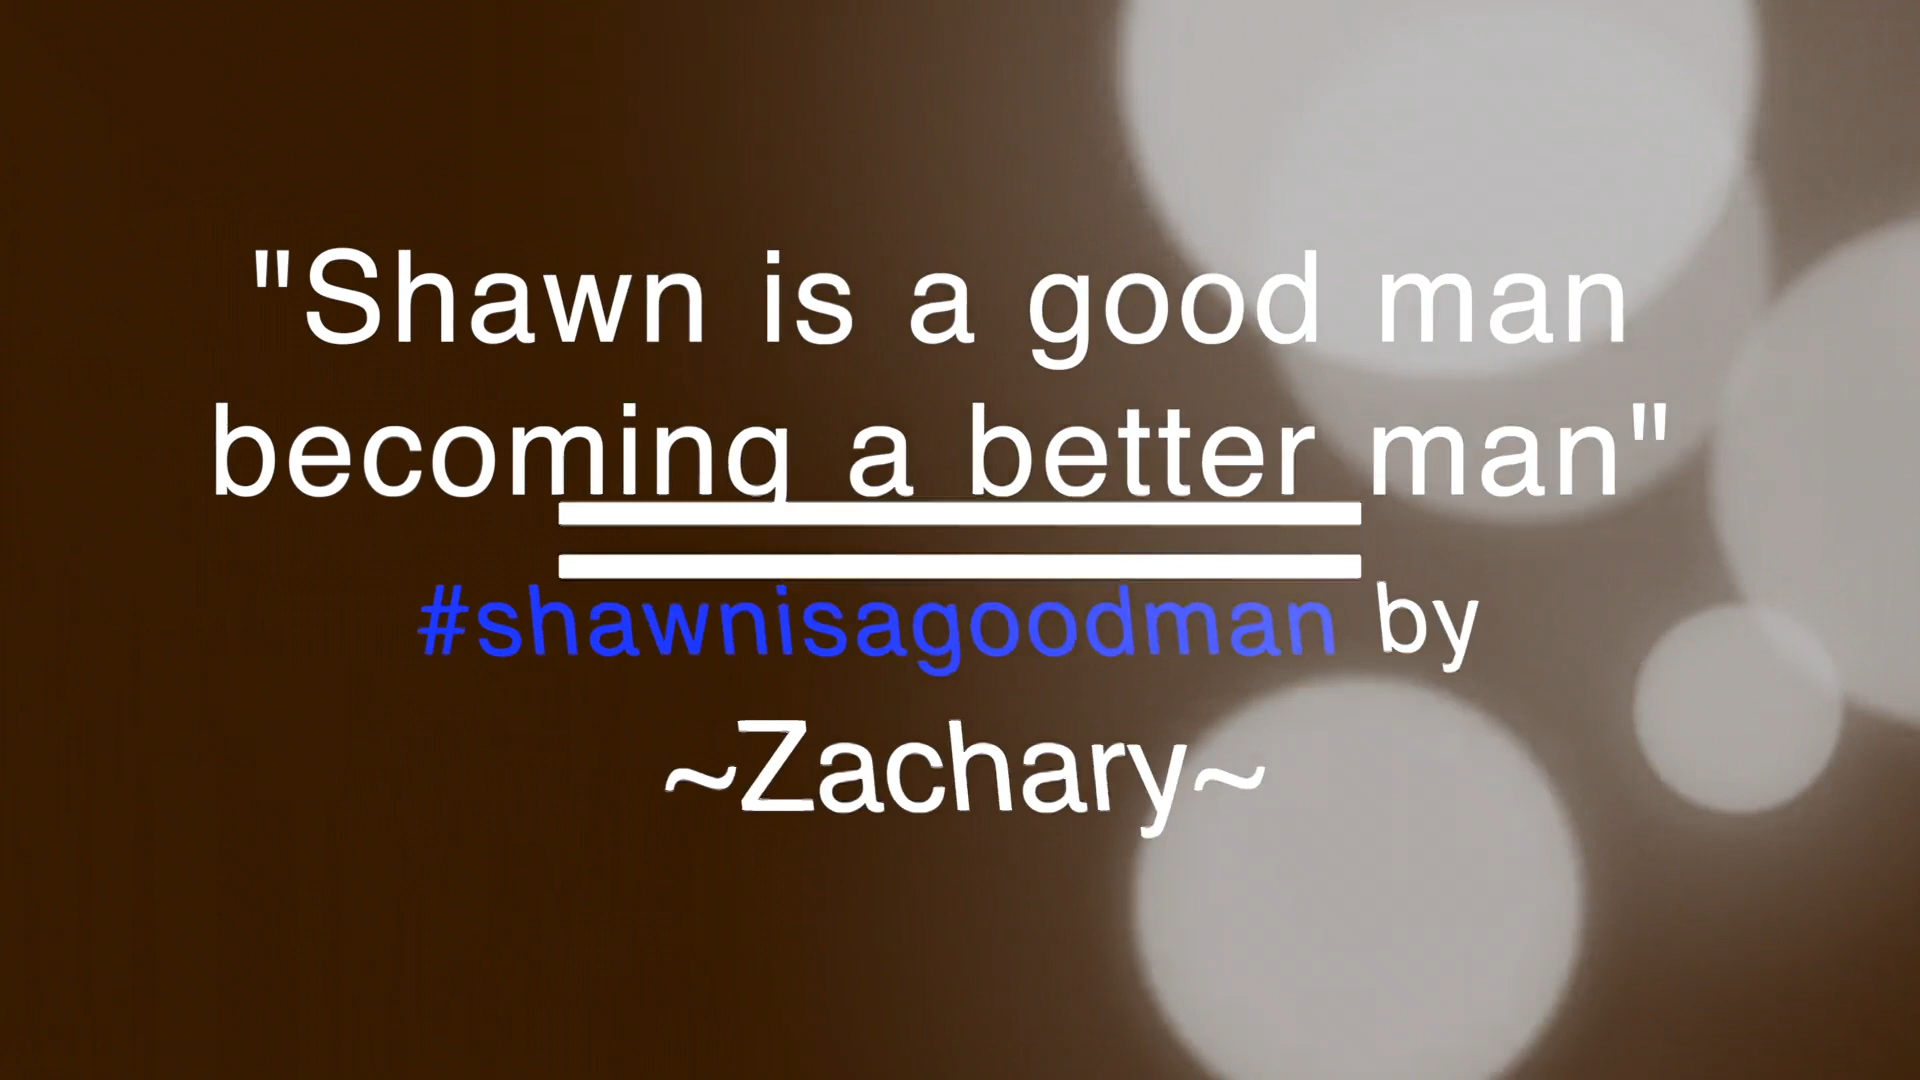 "Shawn is a good man
becoming a better man"
#shawnisagoodman by
~Zachary~